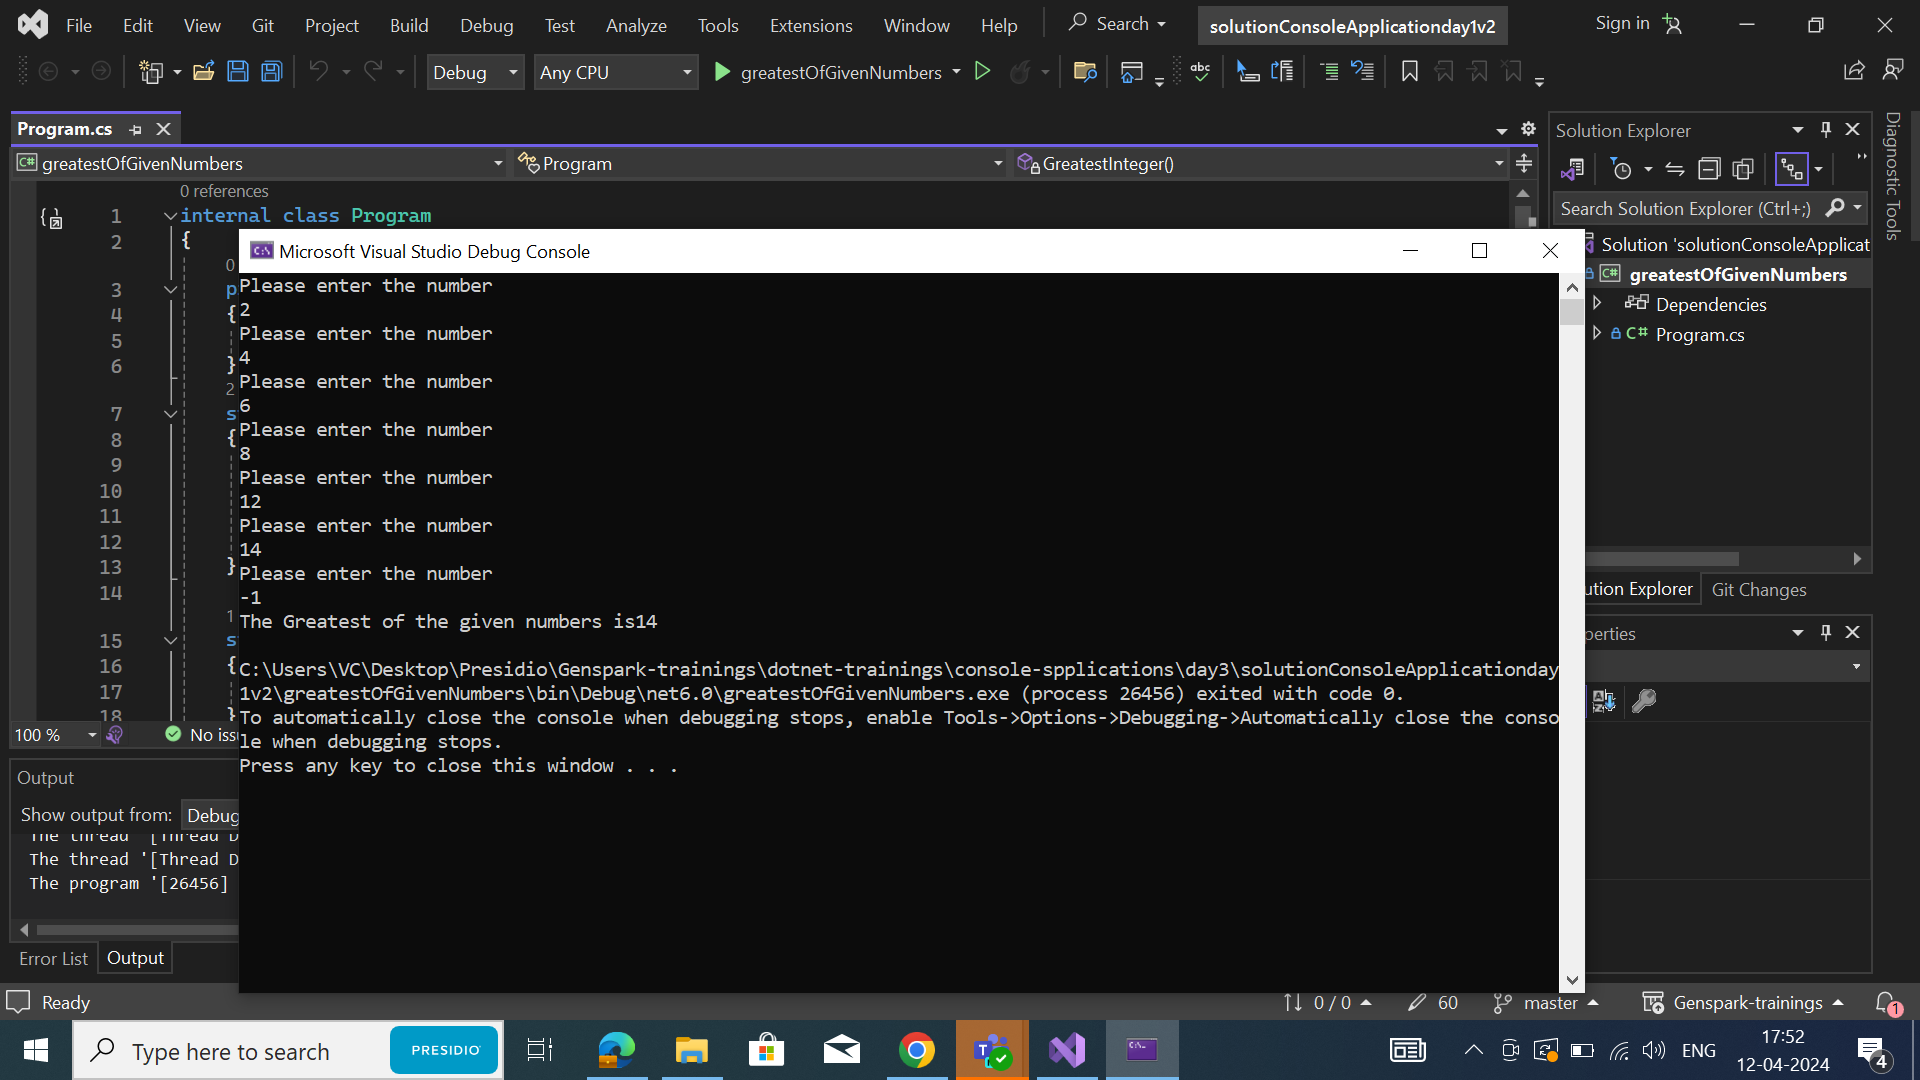 File Edit View Git Project Build Debug Test Analyze Tools Extensions Window Help Search solutionConsoleApplicationday1v2 Sign in
Debug Any CPU greatestOfGivenNumbers abc
Program.cs
greatestOfGivenNumbers Program GreatestInteger()
0 references
1 internal class Program
2 {
0
3 p
4 {
5
6 }
2
7 s
8 {
9
10
11
12
13 }
14
1
15 s
16 {
17
18 }
100 % No iss
Microsoft Visual Studio Debug Console
Please enter the number
2
Please enter the number
4
Please enter the number
6
Please enter the number
8
Please enter the number
12
Please enter the number
14
Please enter the number
-1
The Greatest of the given numbers is14
C:\Users\VC\Desktop\Presidio\Genspark-trainings\dotnet-trainings\console-spplications\day3\solutionConsoleApplicationday
1v2\greatestOfGivenNumbers\bin\Debug\net6.0\greatestOfGivenNumbers.exe (process 26456) exited with code 0.
To automatically close the console when debugging stops, enable Tools->Options->Debugging->Automatically close the conso
le when debugging stops.
Press any key to close this window . . .
Solution Explorer
Search Solution Explorer (Ctrl+;)
Solution 'solutionConsoleApplicat
C# greatestOfGivenNumbers
Dependencies
C# Program.cs
ution Explorer Git Changes
perties
Diagnostic Tools
Output
Show output from: Debug
The thread '[Thread D
The thread '[Thread D
The program '[26456]
Error List Output
Ready 0 / 0 60 master Genspark-trainings 1
Type here to search PRESIDIO ENG 17:52
12-04-2024 4